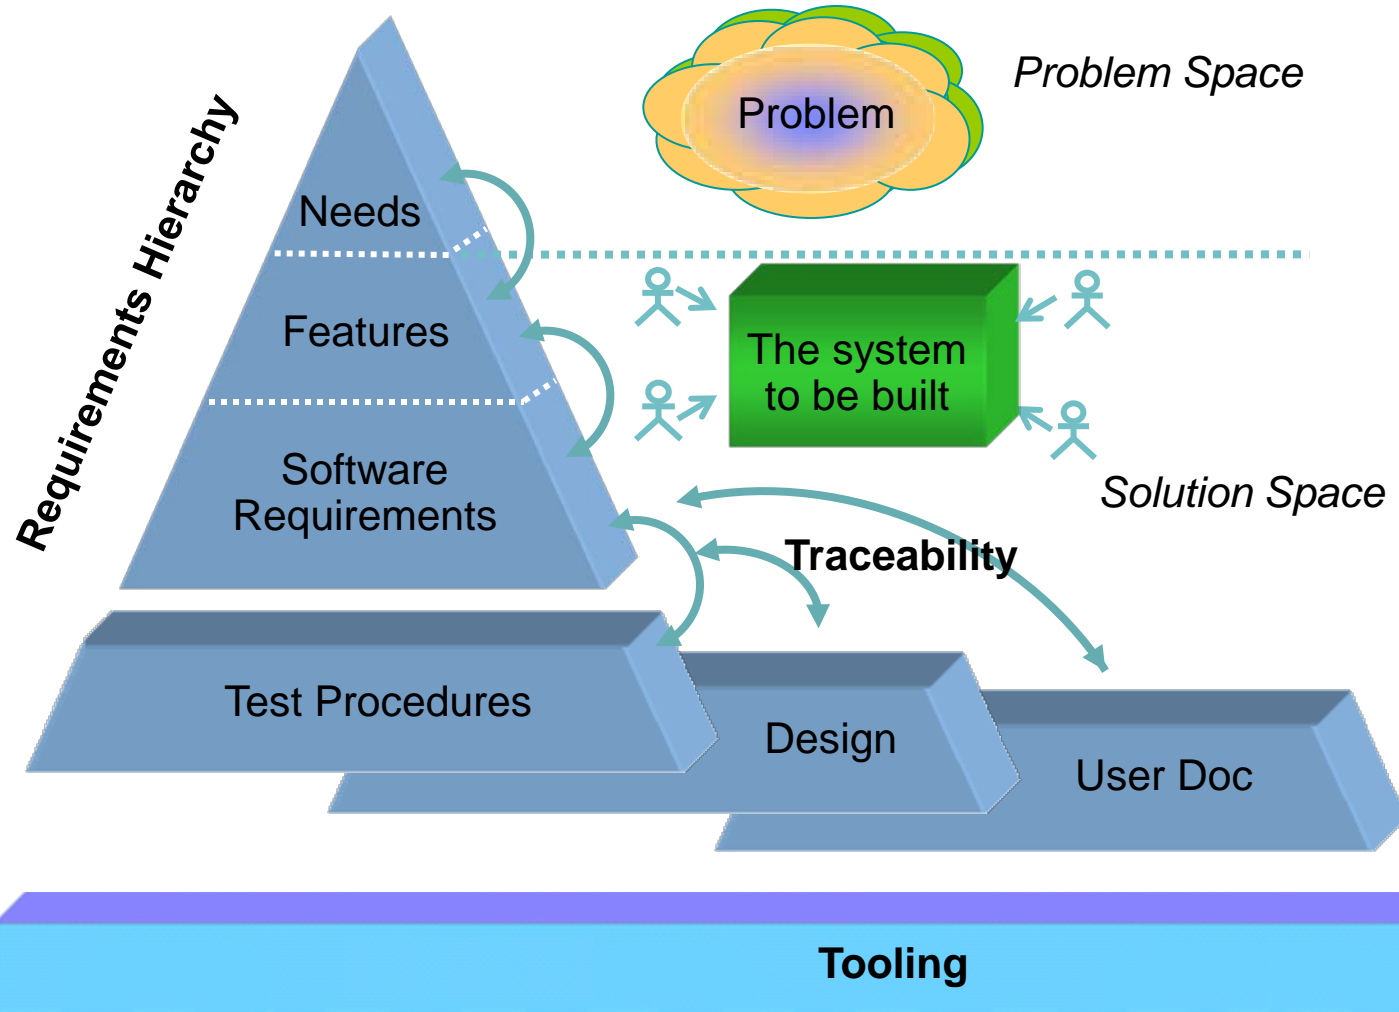 Requirements Hierarchy
Problem
Problem Space
Needs
Features
The system
to be built
Software
Requirements
Solution Space
Traceability
Test Procedures
Design
User Doc
Tooling